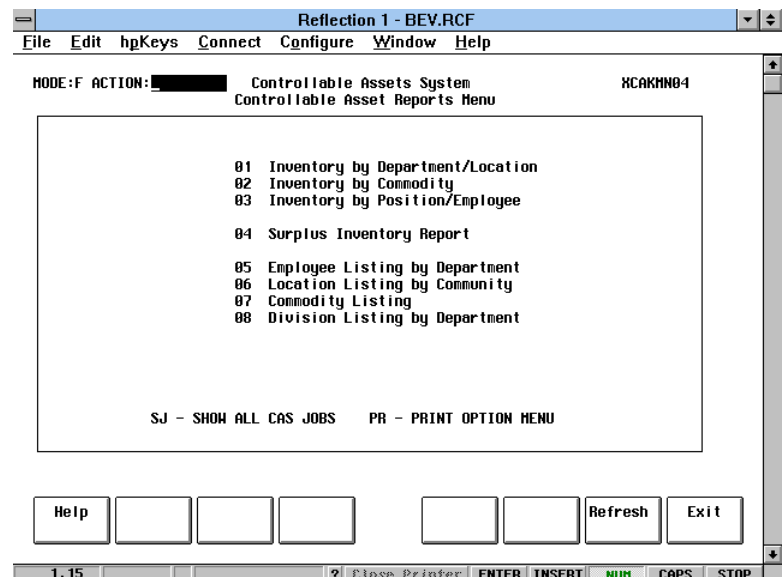 Reflection 1 - BEV.RCF
File Edit hpKeys Connect Configure Window Help
MODE:F ACTION: Controllable Assets System XCAKMN04
Controllable Asset Reports Menu
01 Inventory by Department/Location
02 Inventory by Commodity
03 Inventory by Position/Employee
04 Surplus Inventory Report
05 Employee Listing by Department
06 Location Listing by Community
07 Commodity Listing
08 Division Listing by Department
SJ - SHOW ALL CAS JOBS PR - PRINT OPTION MENU
Help Refresh Exit
1,15 ? Close Printer ENTER INSERT NUM CAPS STOP